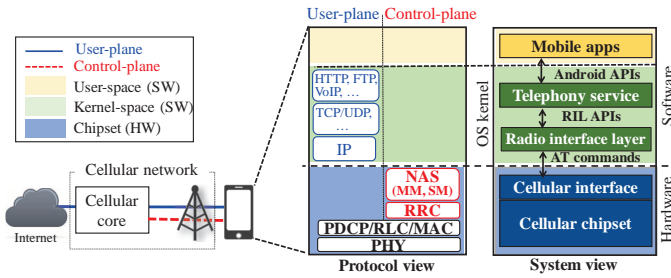 User-plane
Control-plane
User-space (SW)
Kernel-space (SW)
Chipset (HW)
Cellular network
Cellular
core
Internet
User-plane
Control-plane
HTTP, FTP,
VoIP, ...
TCP/UDP,
...
IP
NAS
(MM, SM)
RRC
PDCP/RLC/MAC
PHY
Protocol view
OS kernel
Mobile apps
Android APIs
Telephony service
RIL APIs
Radio interface layer
AT commands
Cellular interface
Cellular chipset
System view
Software
Hardware